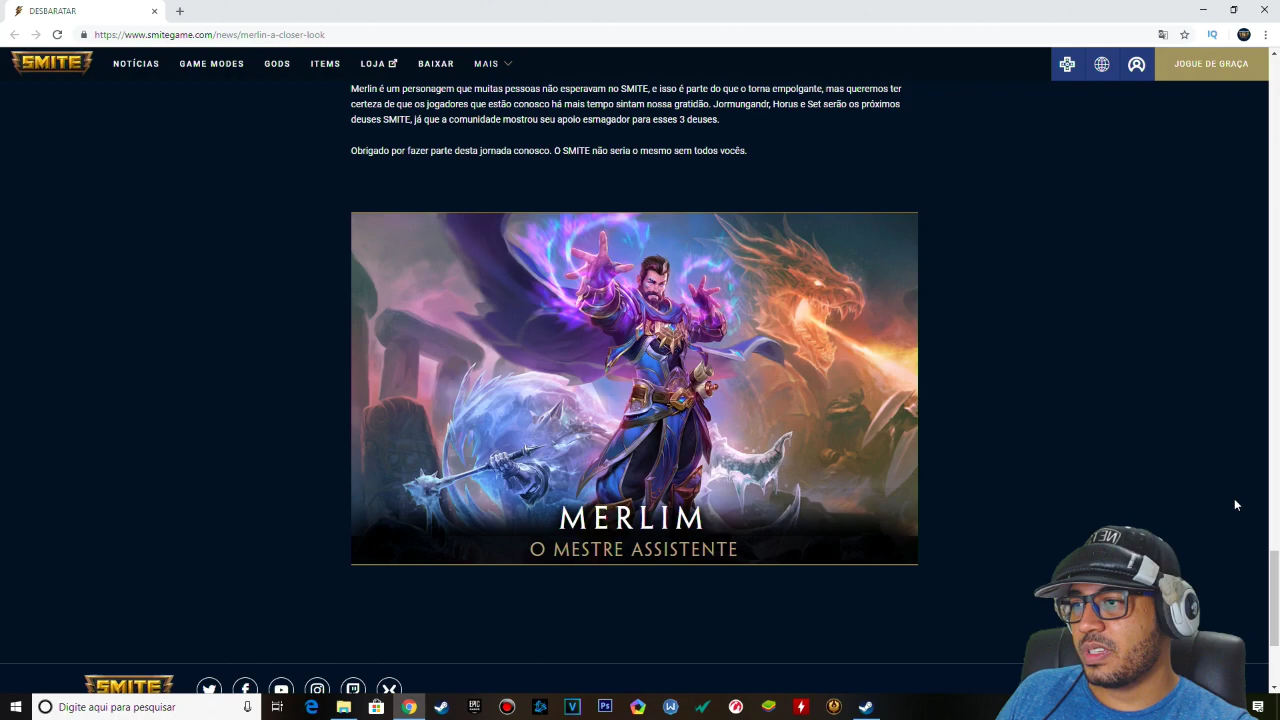 DESBARATAR
https://www.smitegame.com/news/merlin-a-closer-look
IQ
SMITE NOTÍCIAS GAME MODES GODS ITEMS LOJA BAIXAR MAIS JOGUE DE GRAÇA
Merlin é um personagem que muitas pessoas não esperavam no SMITE, e isso é parte do que o torna empolgante, mas queremos ter
certeza de que os jogadores que estão conosco há mais tempo sintam nossa gratidão. Jormungandr, Horus e Set serão os próximos
deuses SMITE, já que a comunidade mostrou seu apoio esmagador para esses 3 deuses.
Obrigado por fazer parte desta jornada conosco. O SMITE não seria o mesmo sem todos vocês.
MERLIM
O MESTRE ASSISTENTE
SMITE
Digite aqui para pesquisar